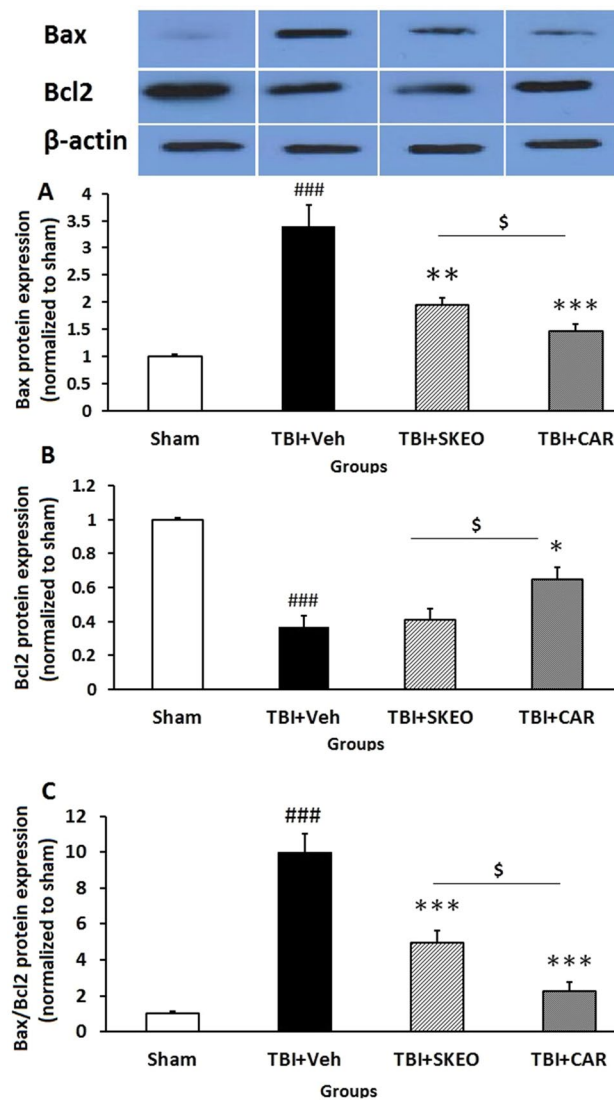 Bax
Bcl2
β-actin
A
Bax protein expression
(normalized to sham)
4
3.5
3
2.5
2
1.5
1
0.5
0
###
**
$
***
Sham TBI+Veh TBI+SKEO TBI+CAR
Groups
B
Bcl2 protein expression
(normalized to sham)
1.2
1
0.8
0.6
0.4
0.2
0
###
$
*
Sham TBI+Veh TBI+SKEO TBI+CAR
Groups
C
Bax/Bcl2 protein expression
(normalized to sham)
12
10
8
6
4
2
0
###
***
$
***
Sham TBI+Veh TBI+SKEO TBI+CAR
Groups